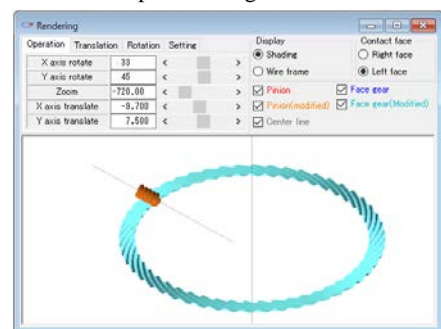 Rendering
Operation Translation Rotation Setting
X axis rotate 33 < >
Y axis rotate 45 < >
Zoom -720.00 < >
X axis translate -8.700 < >
Y axis translate 7.500 < >
Display
Shading
Wire frame
Contact face
Right face
Left face
Pinion Face gear
Pinion(modified) Face gear(Modified)
Center line